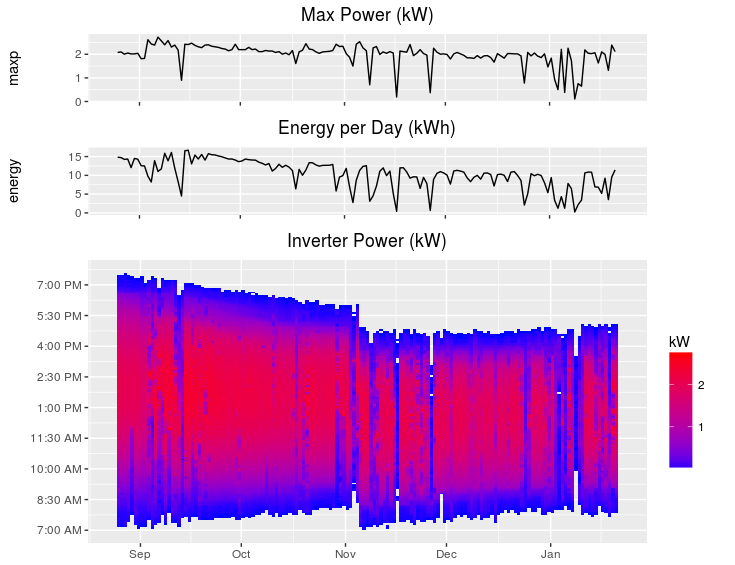 Max Power (kW)
maxp
2
1
0
Energy per Day (kWh)
energy
15
10
5
0
Inverter Power (kW)
7:00 PM
5:30 PM
4:00 PM
2:30 PM
1:00 PM
11:30 AM
10:00 AM
8:30 AM
7:00 AM
Sep Oct Nov Dec Jan
kW
2
1